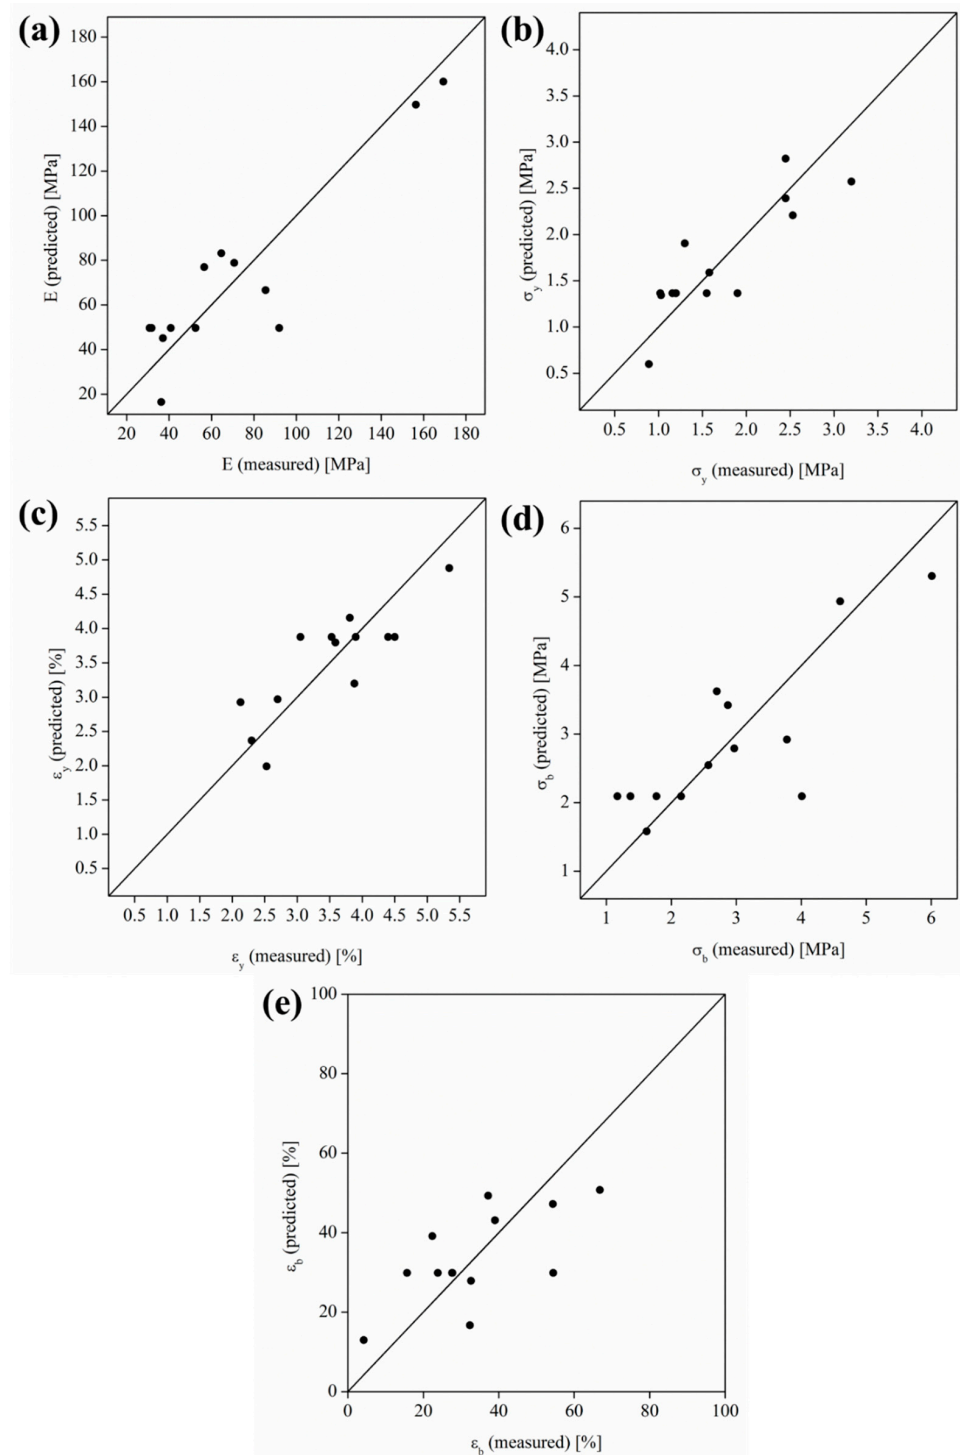 (a)
180
160
140
120
100
80
60
40
20
E (predicted) [MPa]
20 40 60 80 100 120 140 160 180
E (measured) [MPa]
(b)
4.0
3.5
3.0
2.5
2.0
1.5
1.0
0.5
σy (predicted) [MPa]
0.5 1.0 1.5 2.0 2.5 3.0 3.5 4.0
σy (measured) [MPa]
(c)
5.5
5.0
4.5
4.0
3.5
3.0
2.5
2.0
1.5
1.0
0.5
εy (predicted) [%]
0.5 1.0 1.5 2.0 2.5 3.0 3.5 4.0 4.5 5.0 5.5
εy (measured) [%]
(d)
6
5
4
3
2
1
σb (predicted) [MPa]
1 2 3 4 5 6
σb (measured) [MPa]
(e)
100
80
60
40
20
0
εb (predicted) [%]
0 20 40 60 80 100
εb (measured) [%]